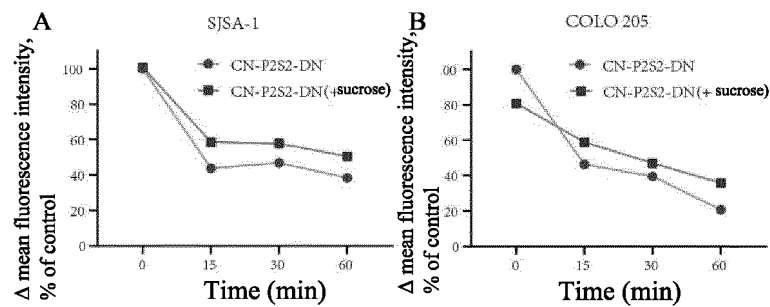 A
SJSA-1
Δ mean fluorescence intensity,
% of control
100
80
60
40
20
0
CN-P2S2-DN
CN-P2S2-DN(+sucrose)
0 15 30 60
Time (min)
B
COLO 205
Δ mean fluorescence intensity,
% of control
00
80
60
40
20
0
CN-P2S2-DN
CN-P2S2-DN(+ sucrose)
0 15 30 60
Time (min)